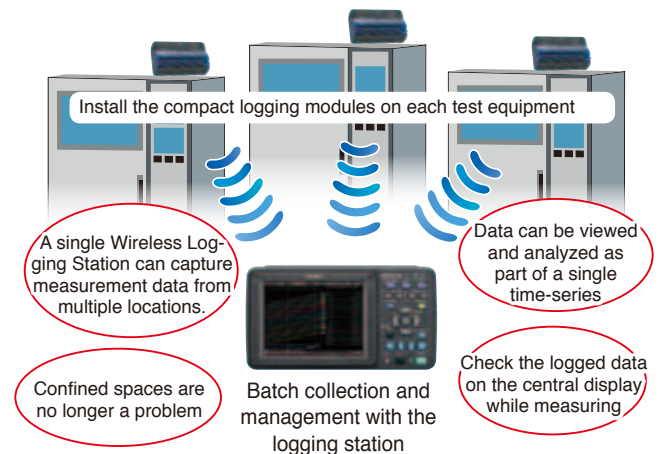 Install the compact logging modules on each test equipment
A single Wireless Log-
ging Station can capture
measurement data from
multiple locations.
Data can be viewed
and analyzed as
part of a single
time-series
Confined spaces are
no longer a problem
Batch collection and
management with the
logging station
Check the logged data
on the central display
while measuring